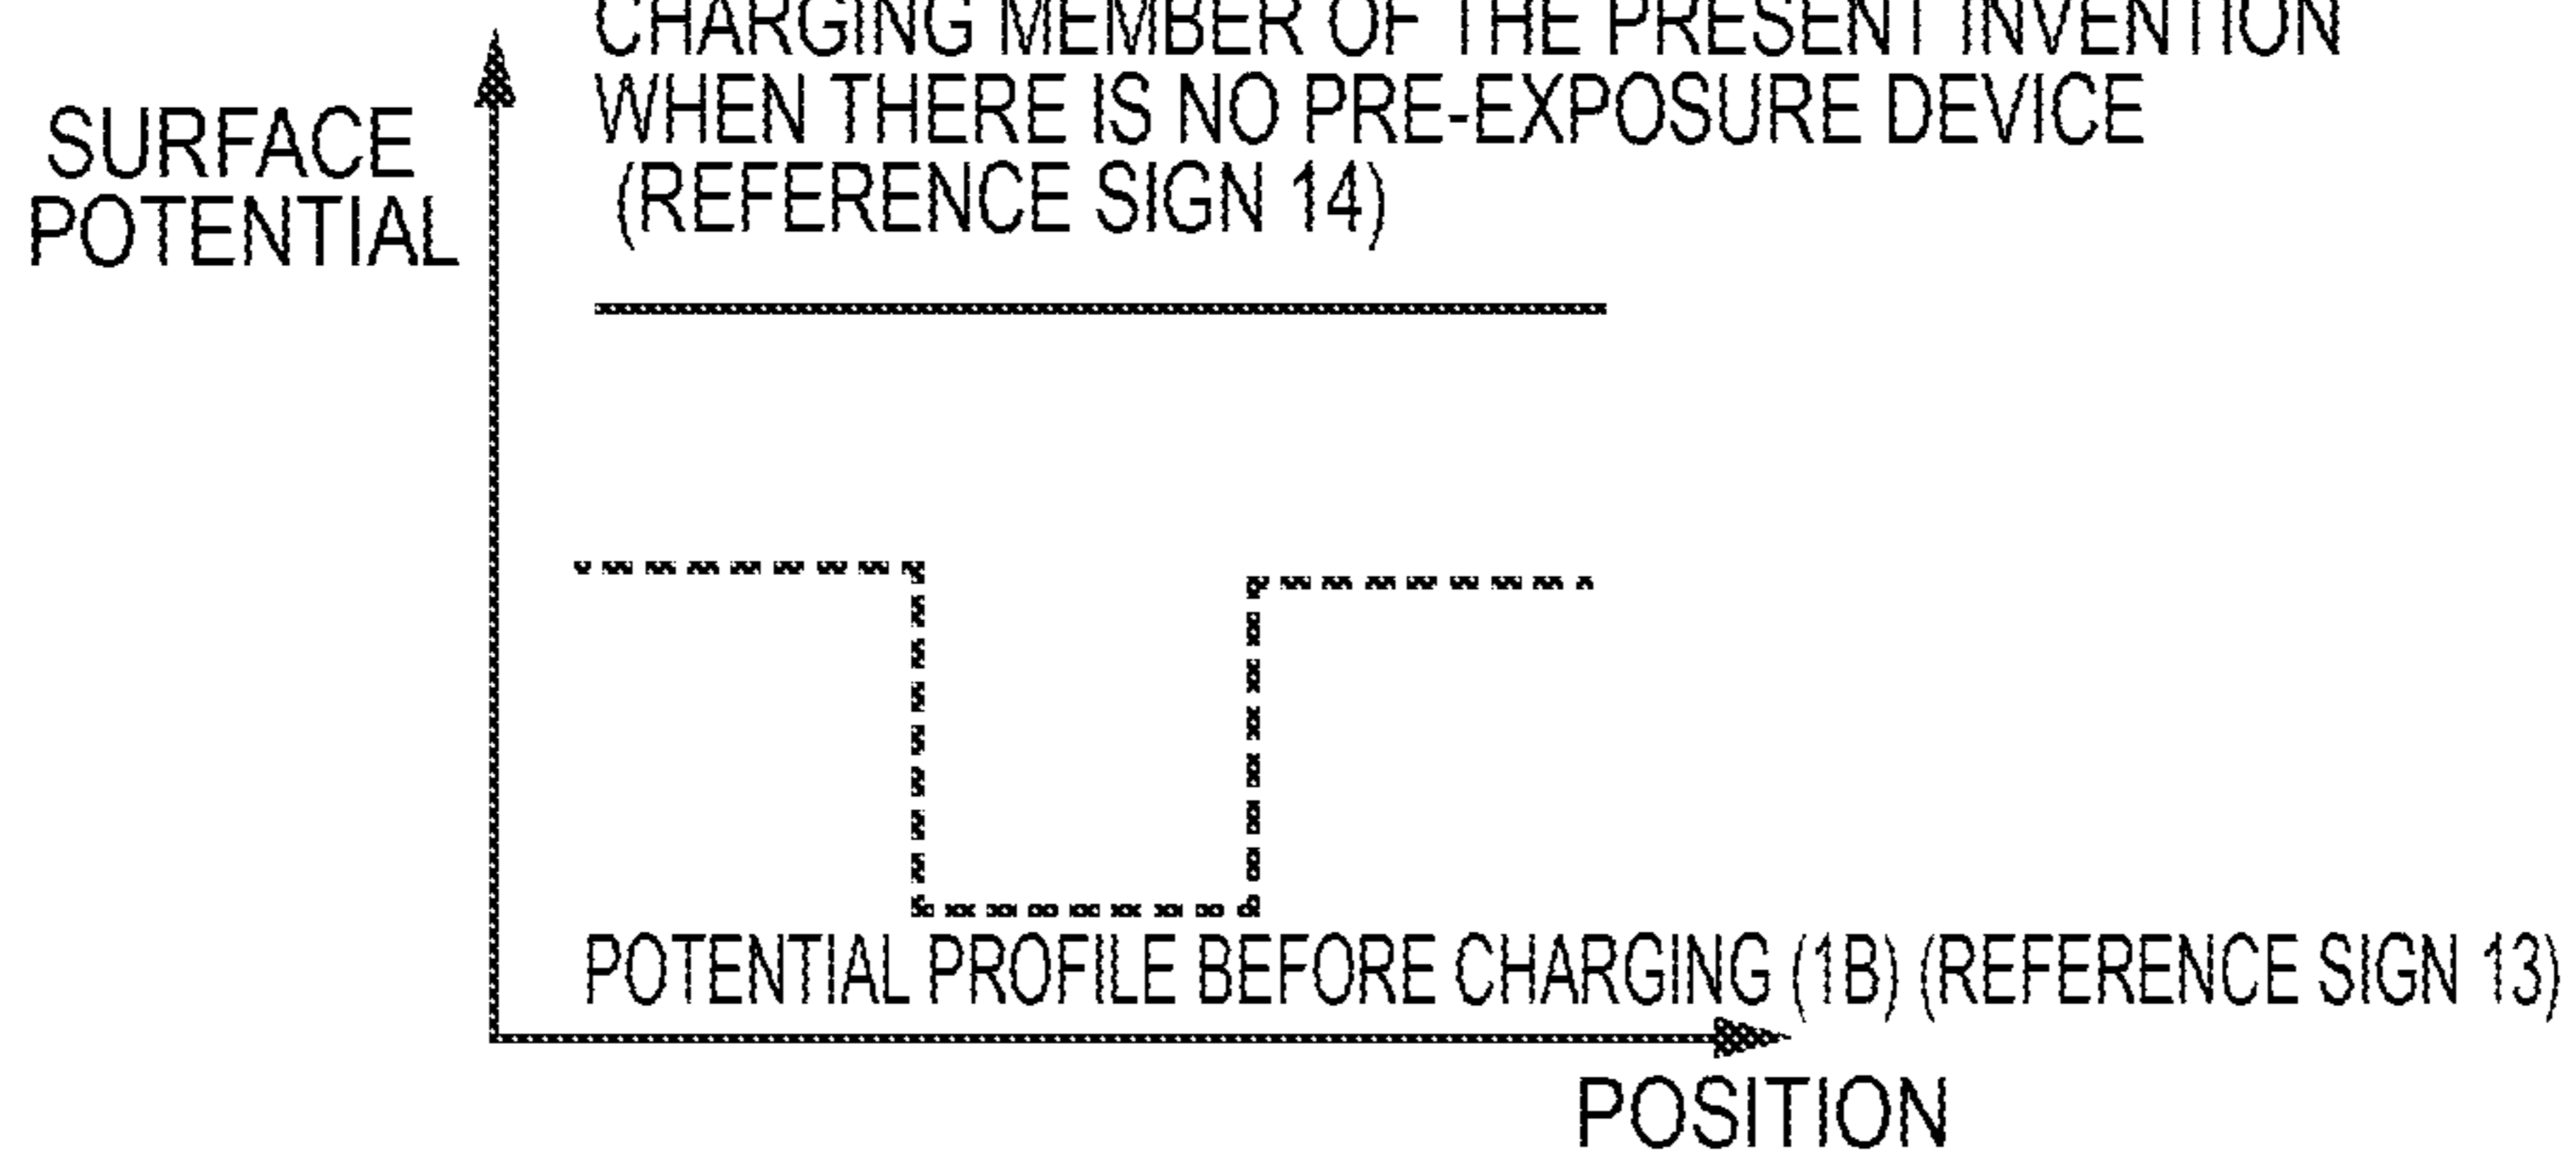 CHARGING MEMBER OF THE PRESENT INVENTION
WHEN THERE IS NO PRE-EXPOSURE DEVICE
(REFERENCE SIGN 14)
SURFACE
POTENTIAL
POTENTIAL PROFILE BEFORE CHARGING (1B) (REFERENCE SIGN 13)
POSITION